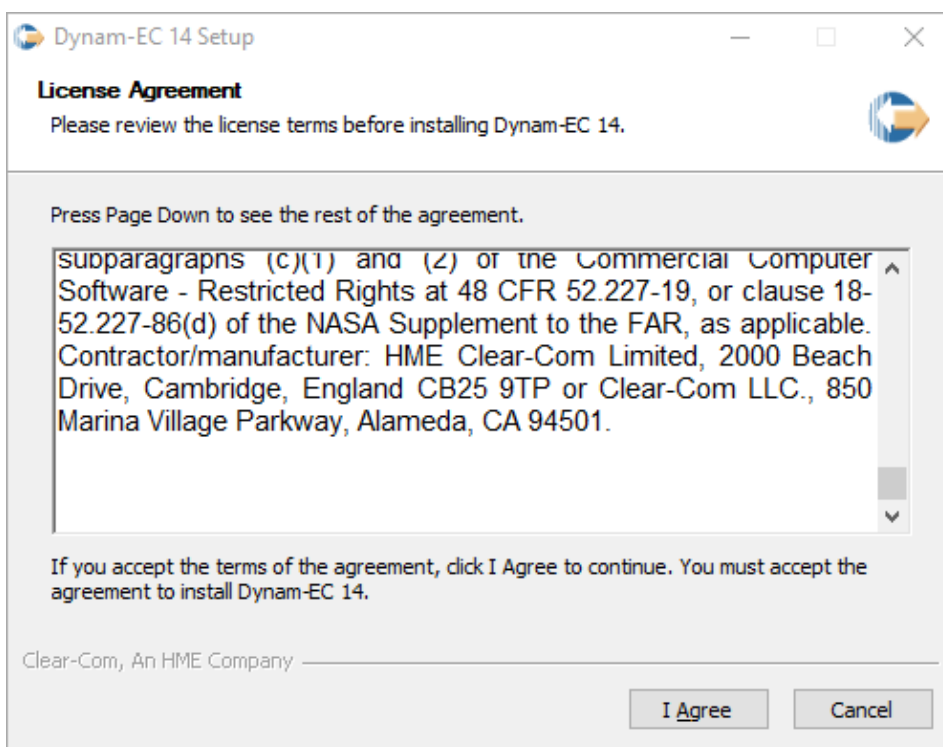 Dynam-EC 14 Setup
License Agreement
Please review the license terms before installing Dynam-EC 14.
Press Page Down to see the rest of the agreement.
subparagraphs (c)(1) and (2) of the Commercial Computer
Software - Restricted Rights at 48 CFR 52.227-19, or clause 18-
52.227-86(d) of the NASA Supplement to the FAR, as applicable.
Contractor/manufacturer: HME Clear-Com Limited, 2000 Beach
Drive, Cambridge, England CB25 9TP or Clear-Com LLC., 850
Marina Village Parkway, Alameda, CA 94501.
If you accept the terms of the agreement, click I Agree to continue. You must accept the
agreement to install Dynam-EC 14.
Clear-Com, An HME Company
I Agree
Cancel